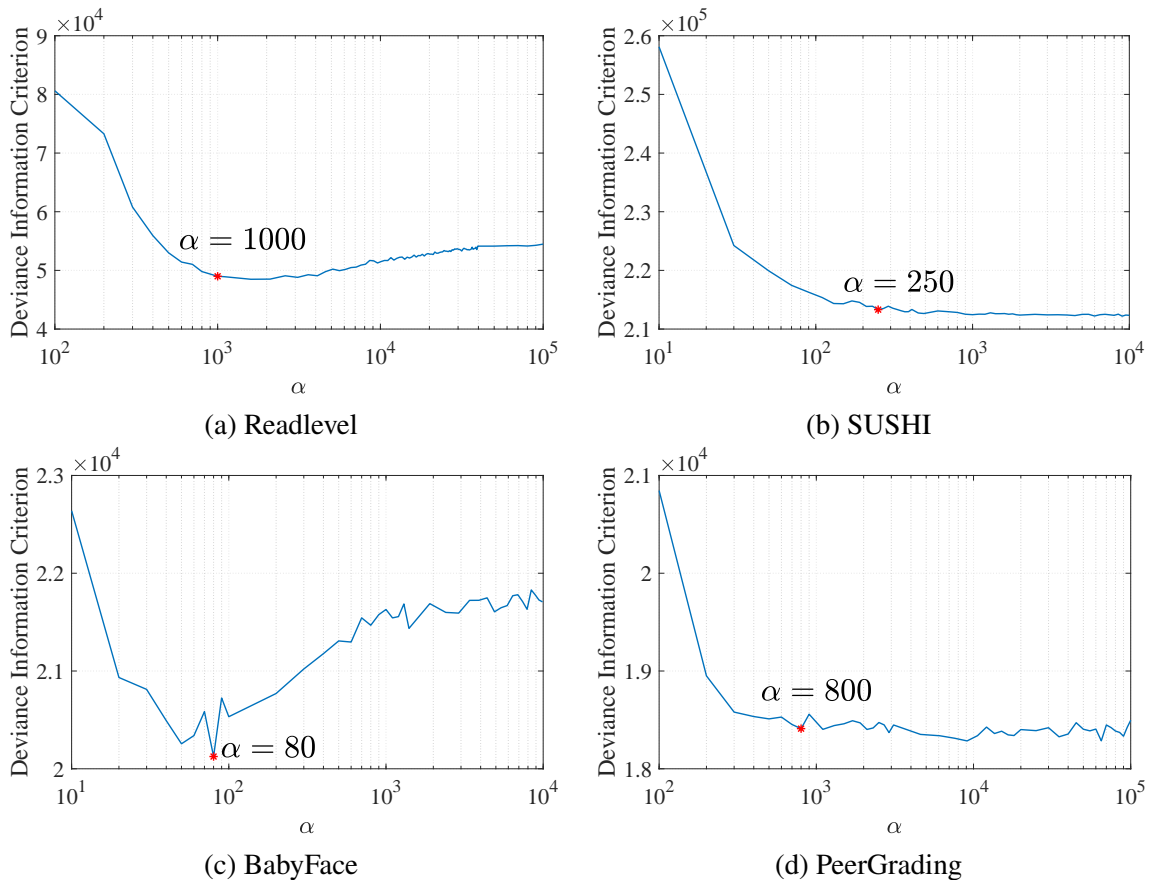 ×10^4
9
8
7
6
5
4
Deviance Information Criterion
α = 1000
10^2
10^3
10^4
10^5
α
(a) Readlevel
×10^5
2.6
2.5
2.4
2.3
2.2
2.1
Deviance Information Criterion
α = 250
10^1
10^2
10^3
10^4
α
(b) SUSHI
×10^4
2.3
2.2
2.1
2
Deviance Information Criterion
α = 80
10^1
10^2
10^3
10^4
α
(c) BabyFace
×10^4
2.1
2
1.9
1.8
Deviance Information Criterion
α = 800
10^2
10^3
10^4
10^5
α
(d) PeerGrading